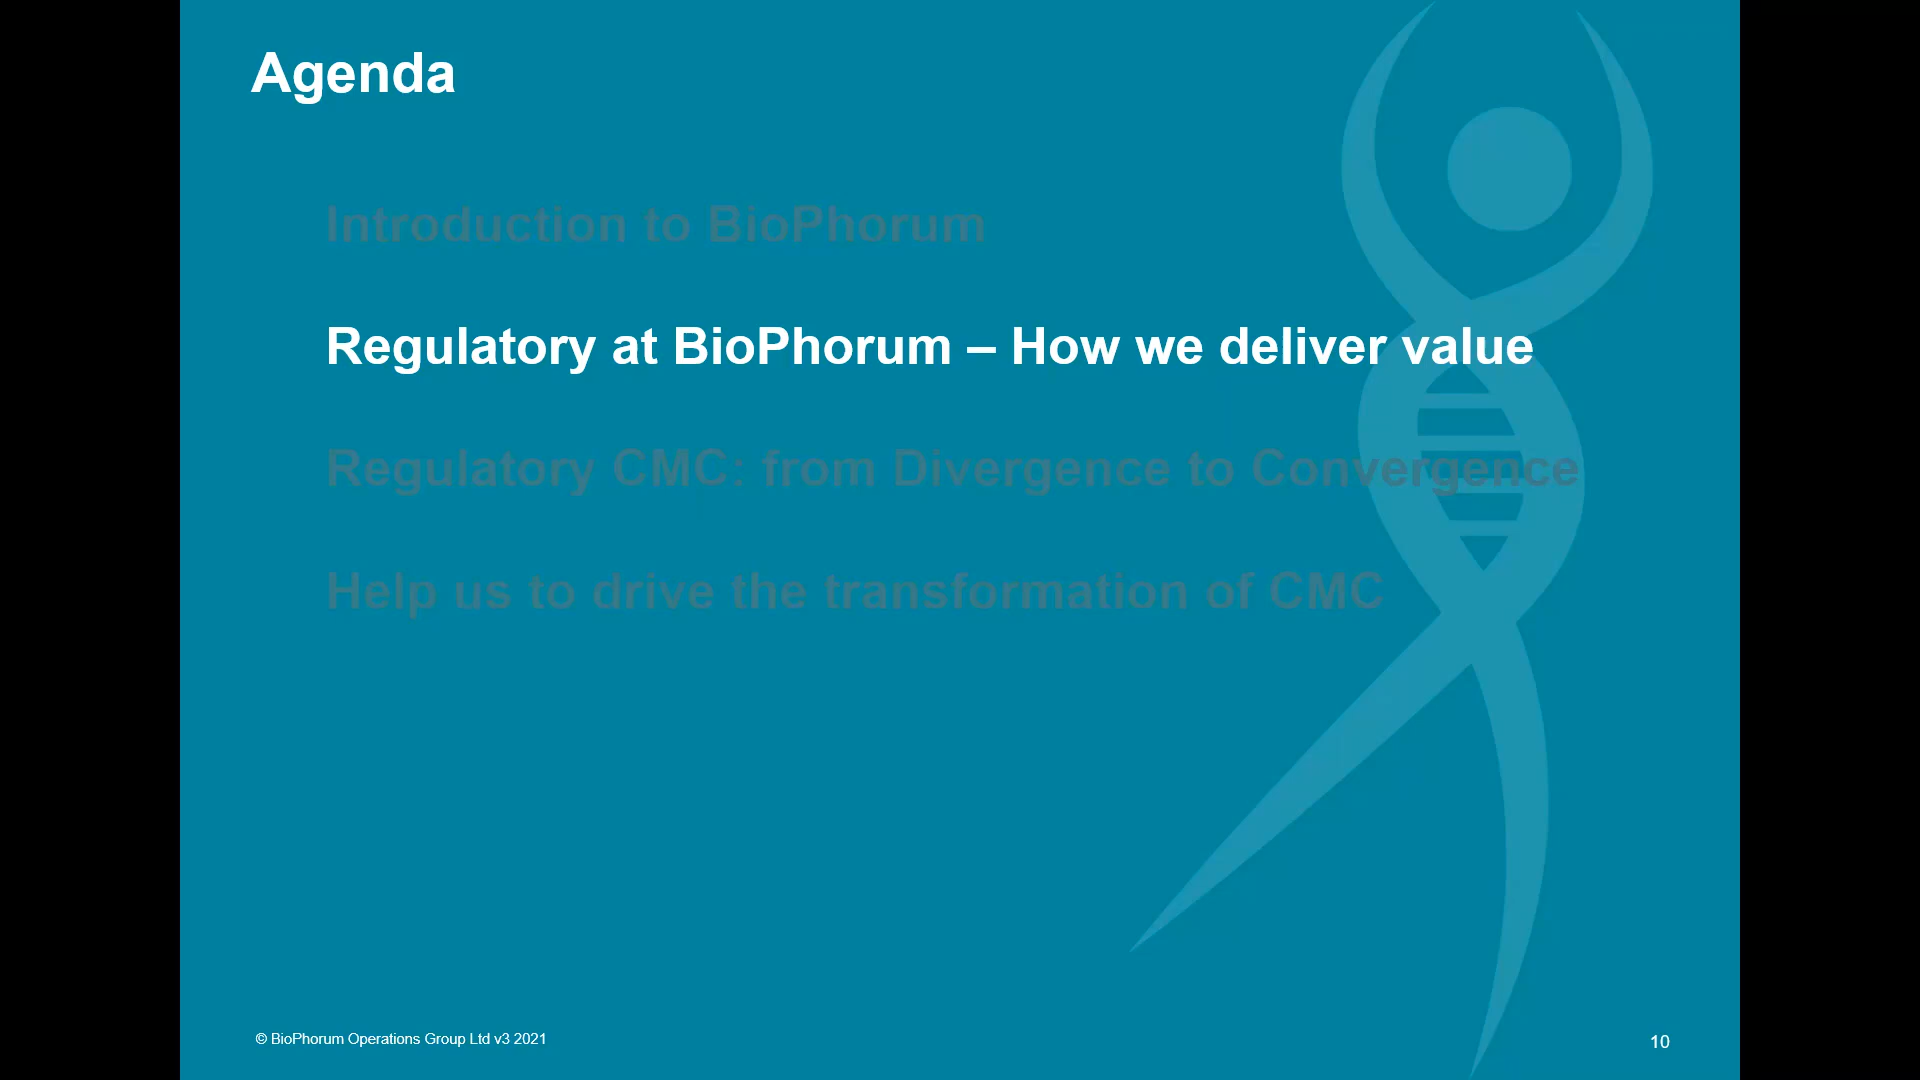 Agenda
Introduction to BioPhorum
Regulatory at BioPhorum – How we deliver value
Regulatory CMC: from Divergence to Convergence
Help us to drive the transformation of CMC
© BioPhorum Operations Group Ltd v3 2021
10